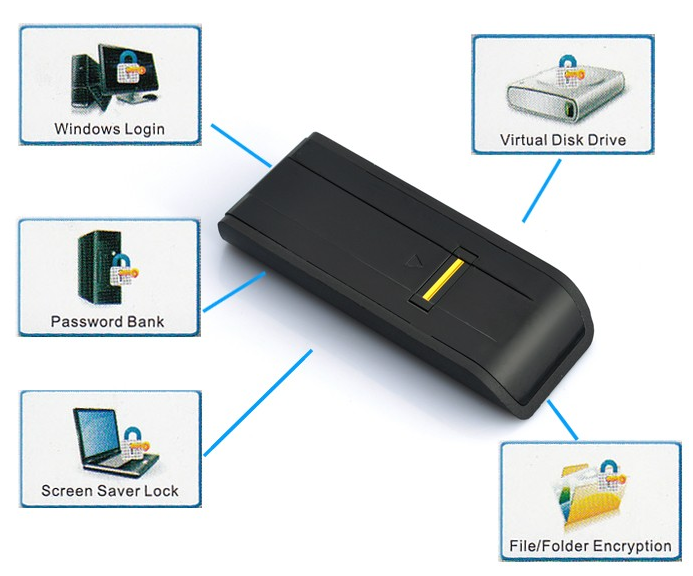 Windows Login
Virtual Disk Drive
Password Bank
Screen Saver Lock
File/Folder Encryption